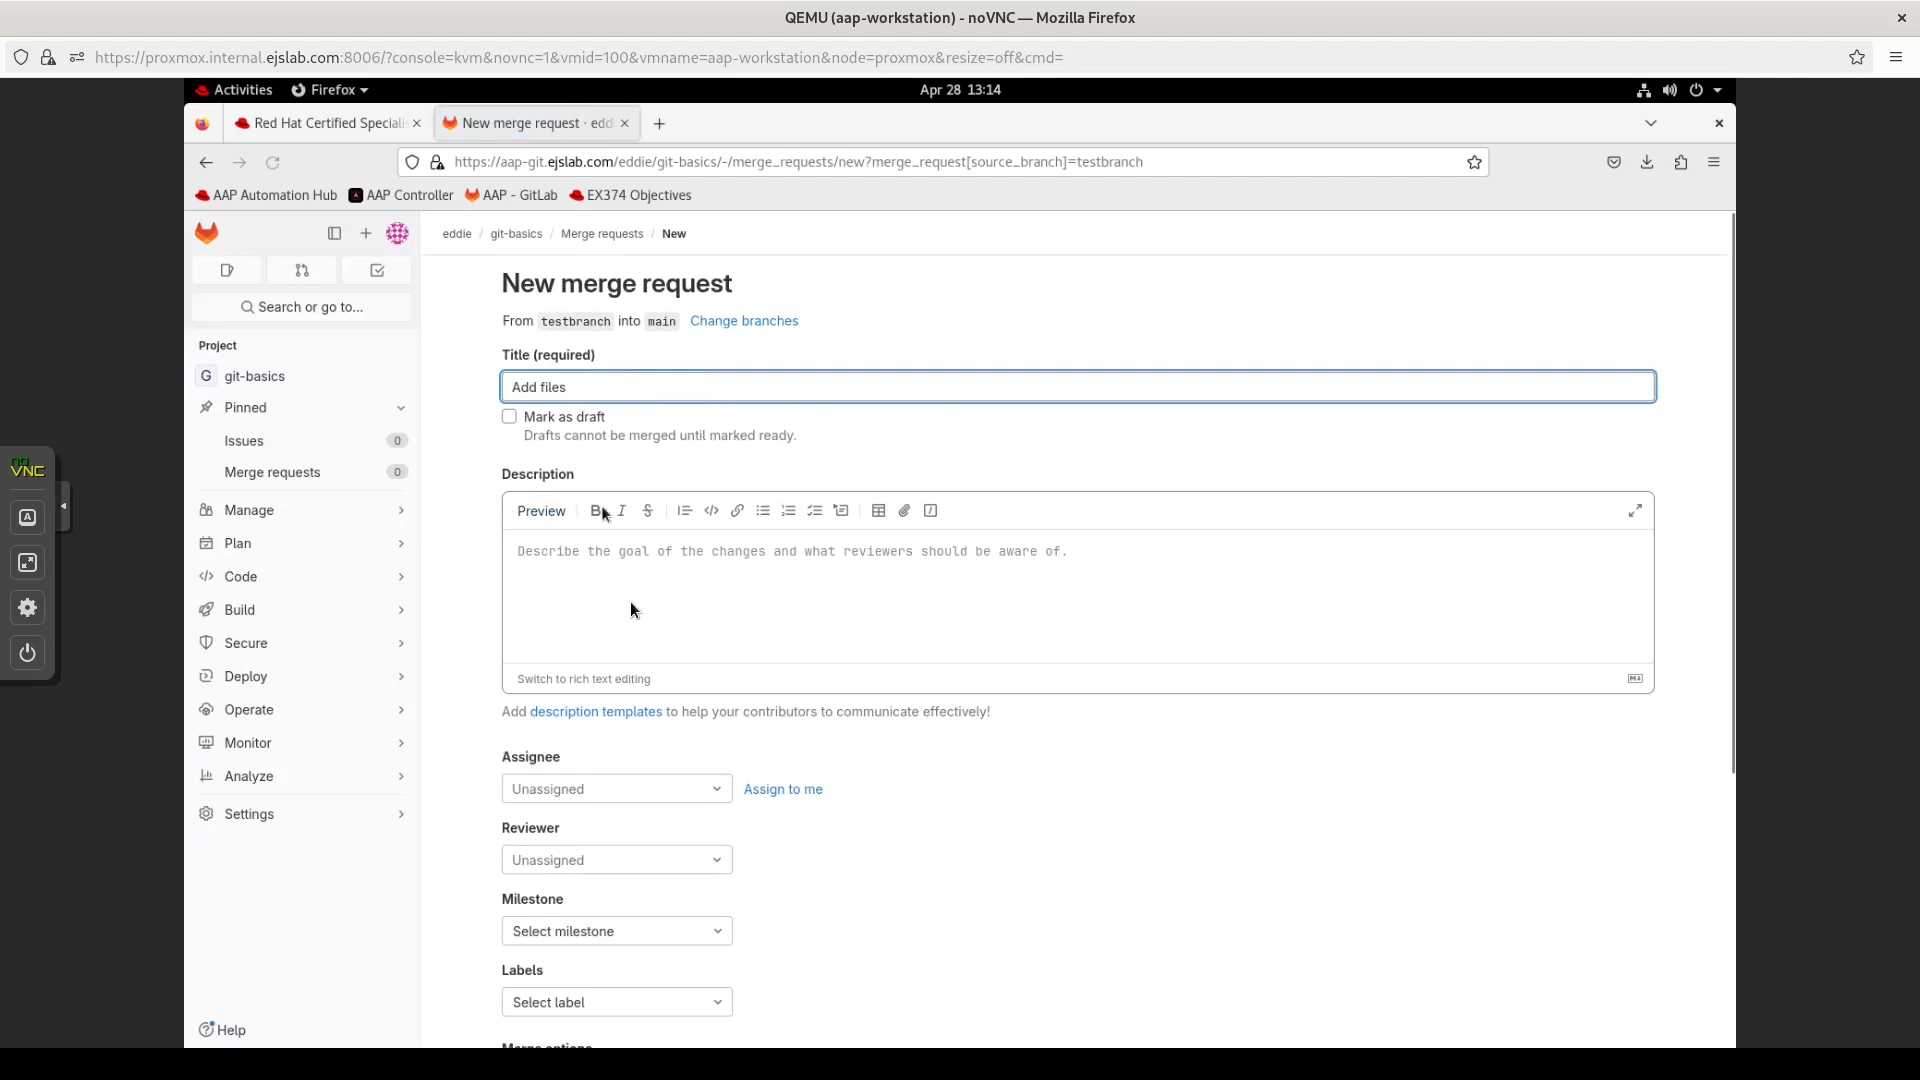 QEMU (aap-workstation) - noVNC — Mozilla Firefox
https://proxmox.internal.ejslab.com:8006/?console=kvm&novnc=1&vmid=100&vmname=aap-workstation&node=proxmox&resize=off&cmd=
Activities Firefox Apr 28 13:14
Red Hat Certified Speciali New merge request · edd
https://aap-git.ejslab.com/eddie/git-basics/-/merge_requests/new?merge_request[source_branch]=testbranch
AAP Automation Hub AAP Controller AAP - GitLab EX374 Objectives
eddie / git-basics / Merge requests / New
Search or go to...
Project
G git-basics
Pinned
Issues 0
Merge requests 0
Manage
Plan
Code
Build
Secure
Deploy
Operate
Monitor
Analyze
Settings
Help
noVNC
A
New merge request
From testbranch into main Change branches
Title (required)
Add files
Mark as draft
Drafts cannot be merged until marked ready.
Description
Preview B I S
Describe the goal of the changes and what reviewers should be aware of.
Switch to rich text editing
Add description templates to help your contributors to communicate effectively!
Assignee
Unassigned Assign to me
Reviewer
Unassigned
Milestone
Select milestone
Labels
Select label
Merge options